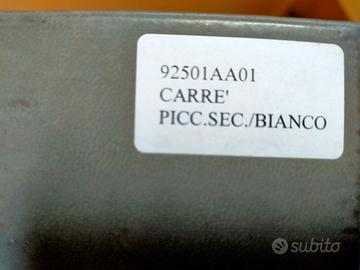 92501AA01
CARRE'
PICC.SEC./BIANCO
subito